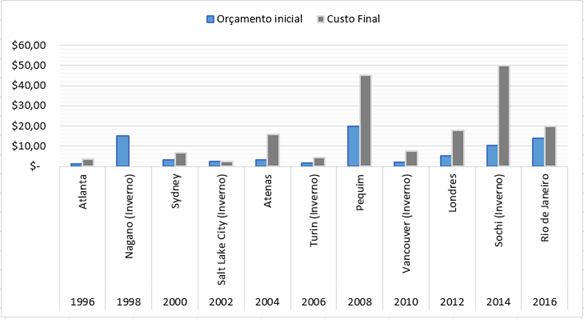 Orçamento inicial Custo Final
$60,00
$50,00
$40,00
$30,00
$20,00
$10,00
$-
Atlanta
Nagano (Inverno)
Sydney
Salt Lake City (Inverno)
Atenas
Turin (Inverno)
Pequim
Vancouver (Inverno)
Londres
Sochi (Inverno)
Rio de Janeiro
1996 1998 2000 2002 2004 2006 2008 2010 2012 2014 2016